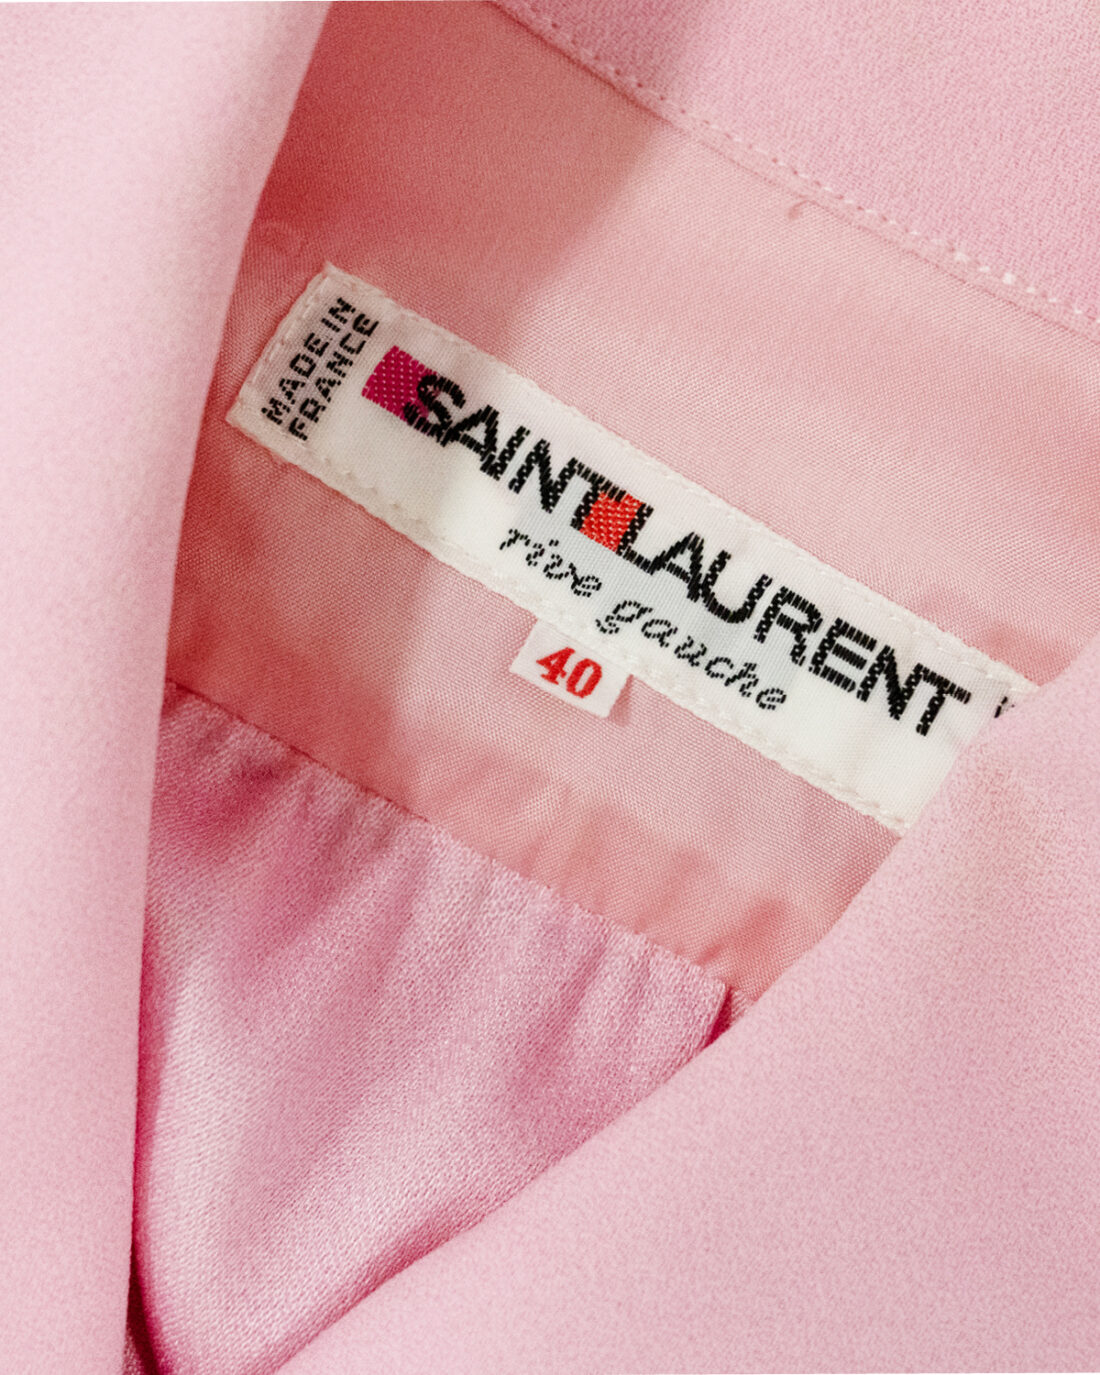 MADE IN
FRANCE
SAINT LAURENT
rive gauche
40